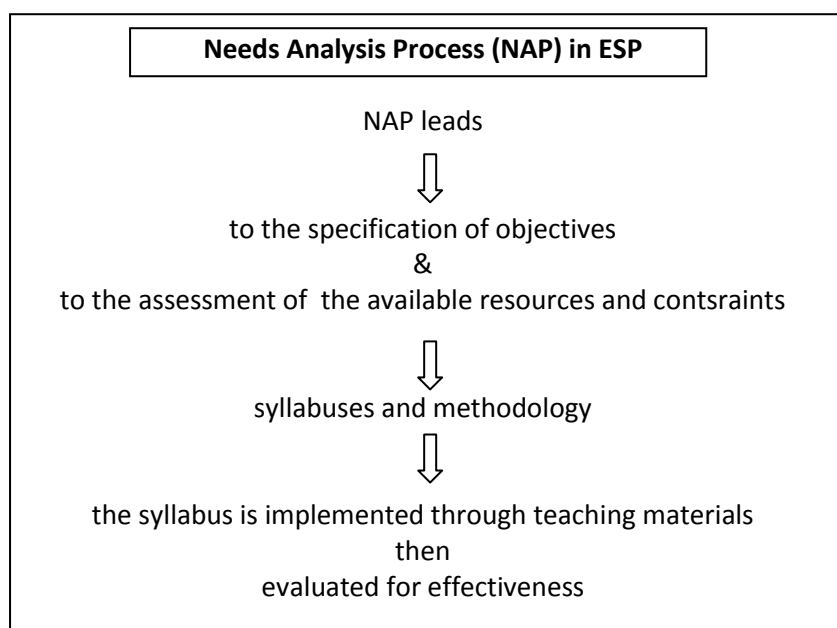 Needs Analysis Process (NAP) in ESP
NAP leads
to the specification of objectives
&
to the assessment of the available resources and contsraints
syllabuses and methodology
the syllabus is implemented through teaching materials
then
evaluated for effectiveness